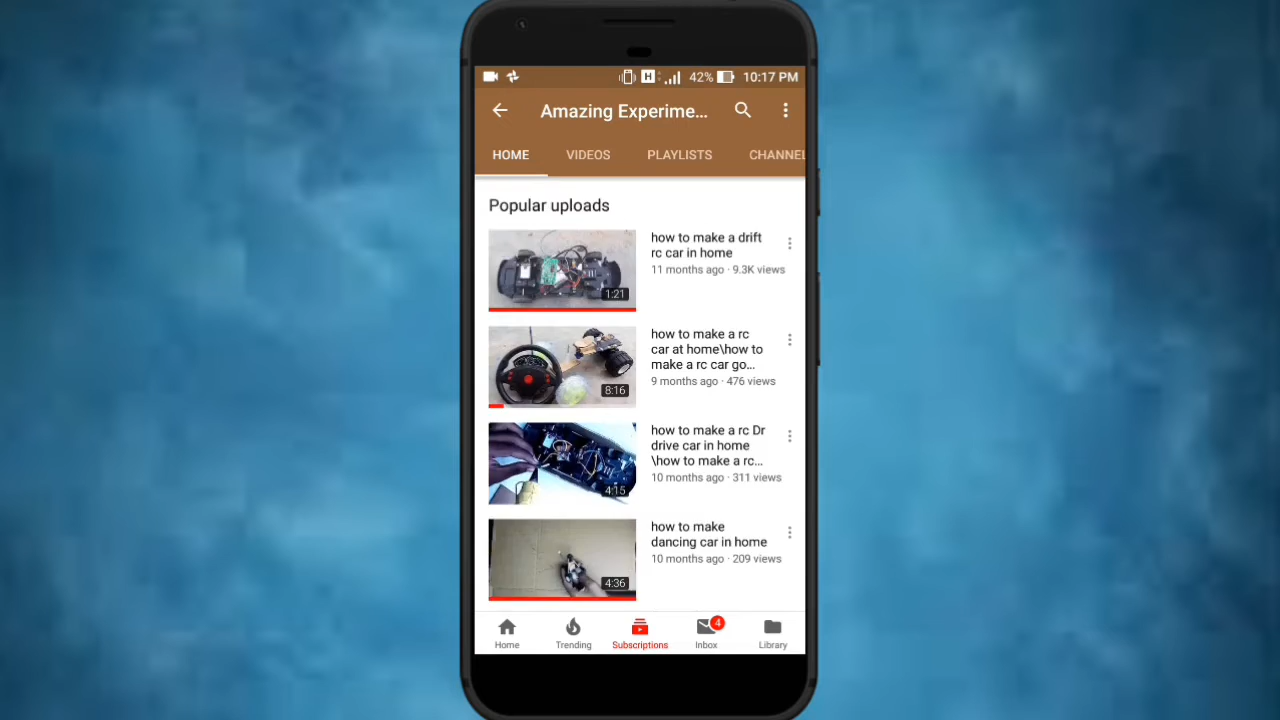 H 42% 10:17 PM
Amazing Experime...
HOME VIDEOS PLAYLISTS CHANNEL
Popular uploads
how to make a drift
rc car in home
11 months ago · 9.3K views
1:21
how to make a rc
car at home\how to
make a rc car go...
9 months ago · 476 views
8:16
how to make a rc Dr
drive car in home
\how to make a rc...
10 months ago · 311 views
4:15
how to make
dancing car in home
10 months ago · 209 views
4:36
4
Home Trending Subscriptions Inbox Library